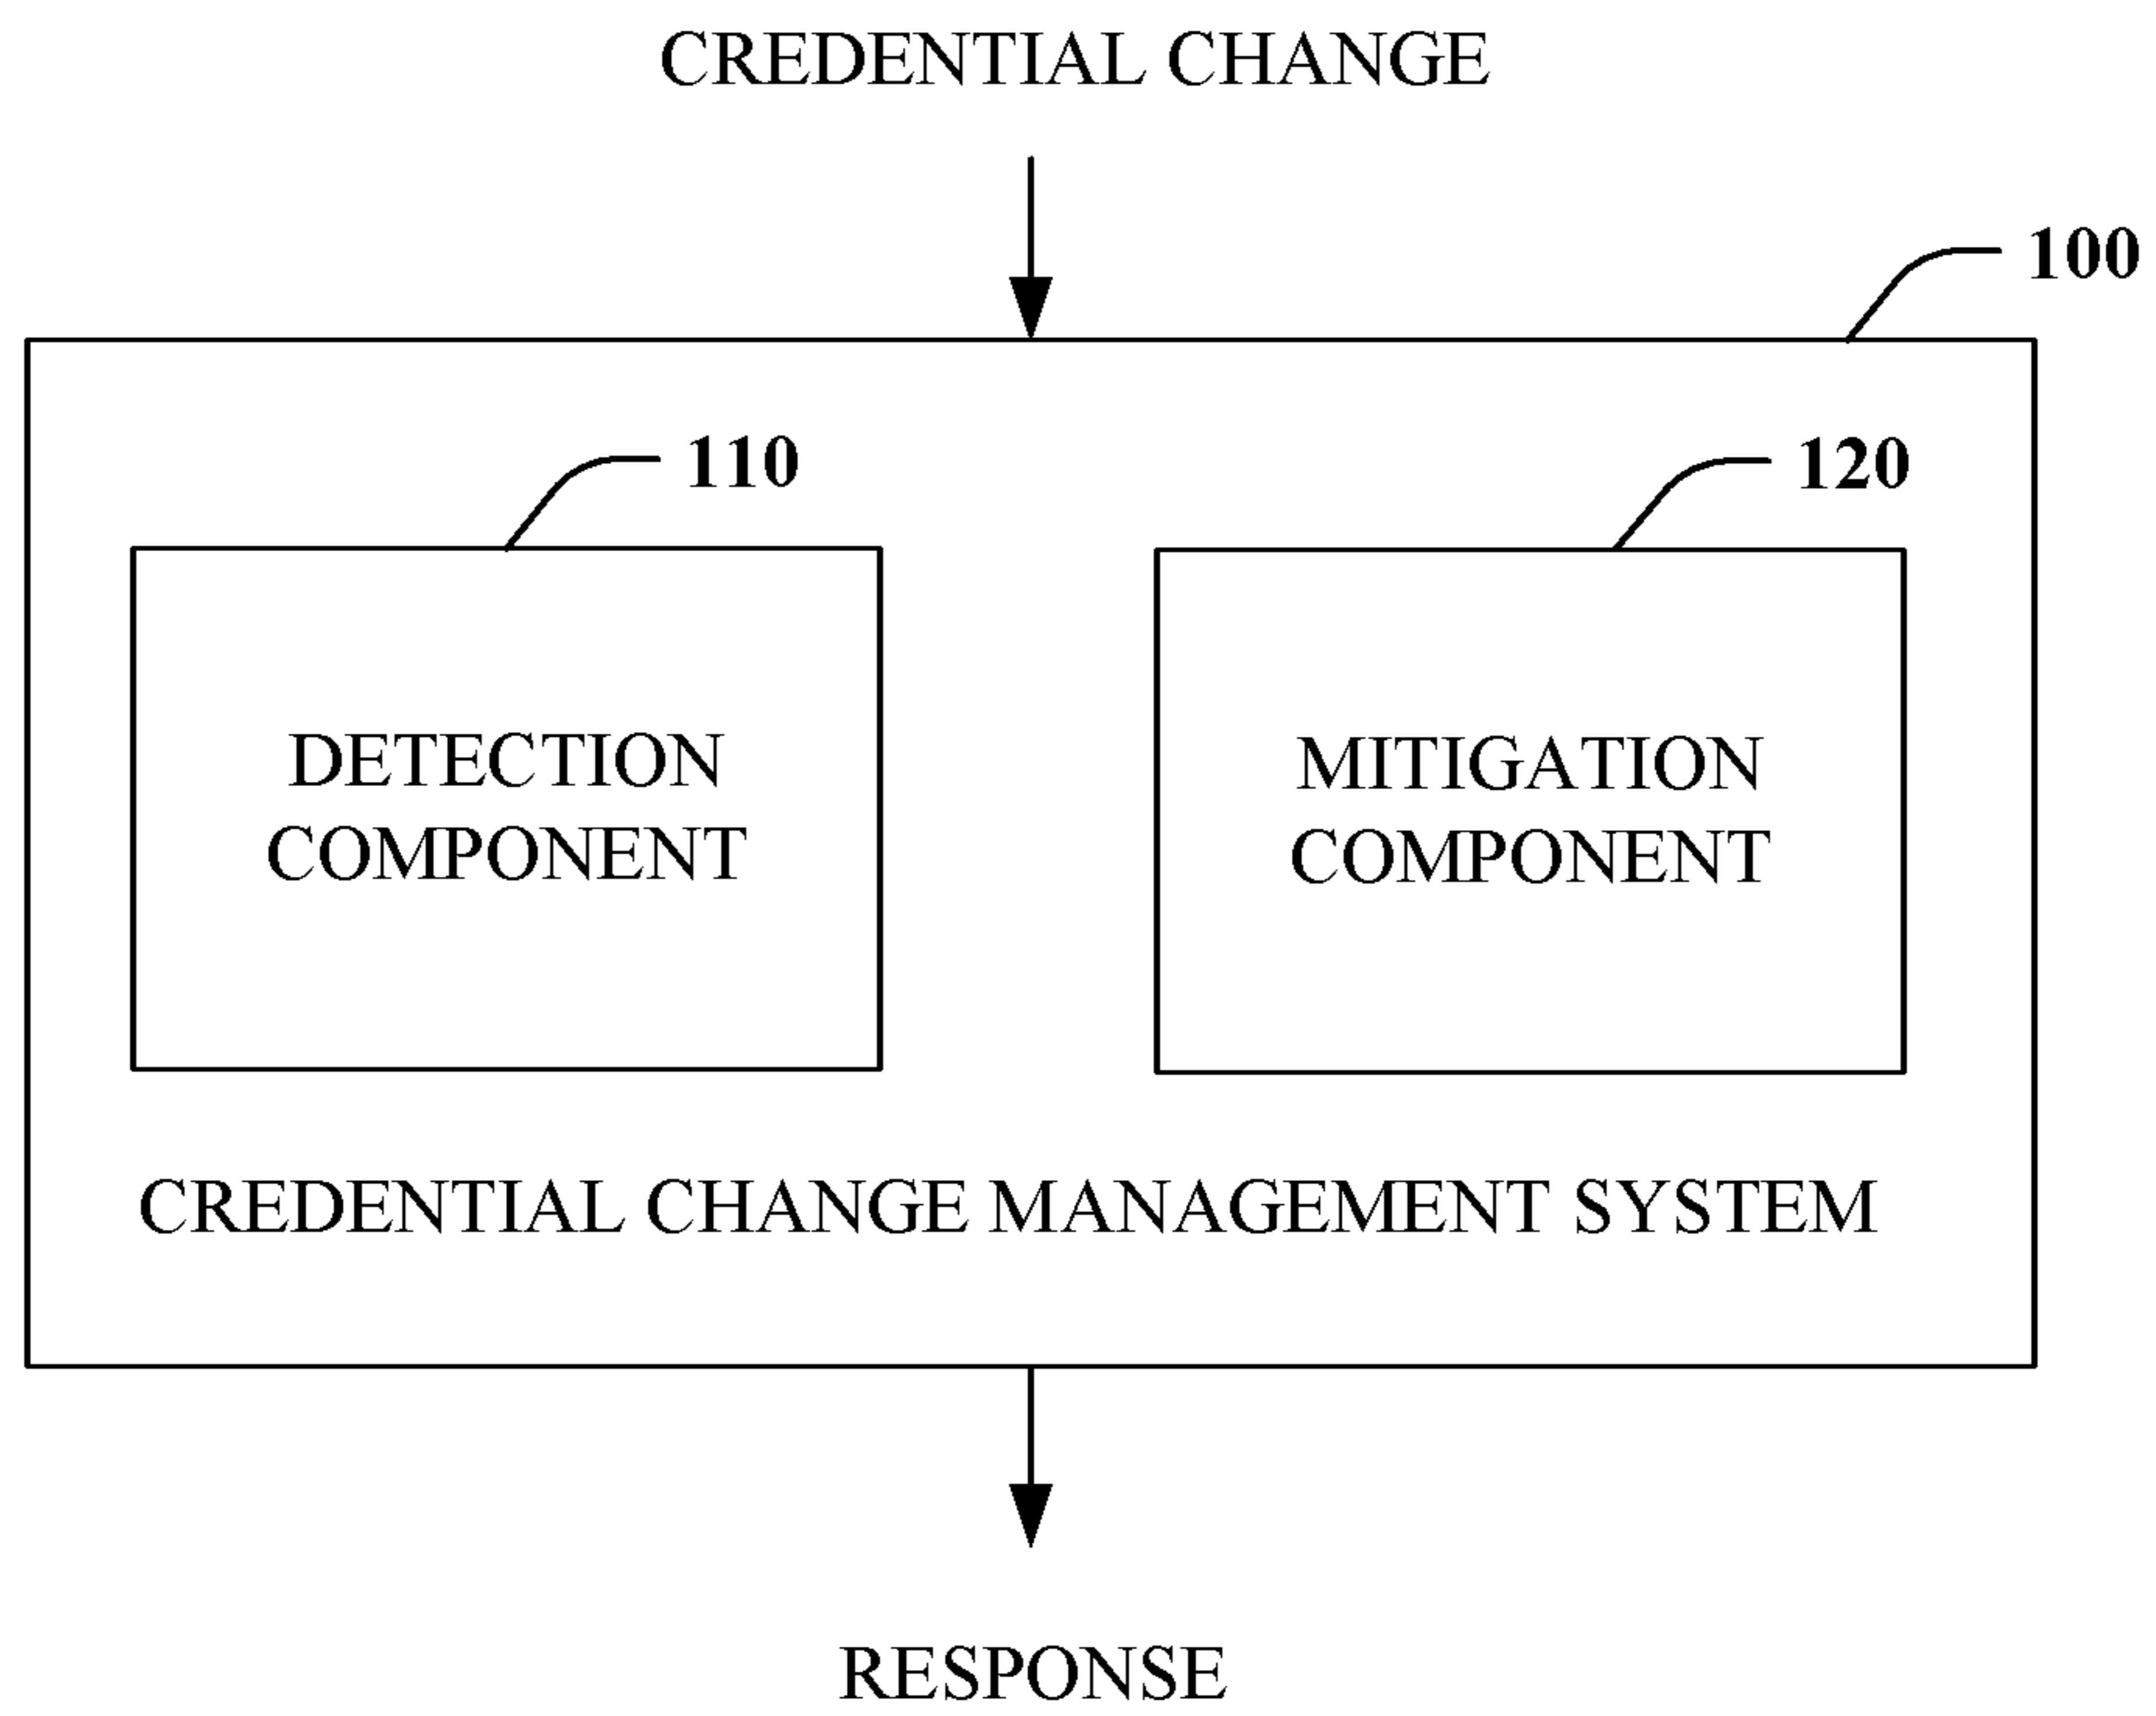 CREDENTIAL CHANGE
100
110
120
DETECTION
COMPONENT
MITIGATION
COMPONENT
CREDENTIAL CHANGE MANAGEMENT SYSTEM
RESPONSE